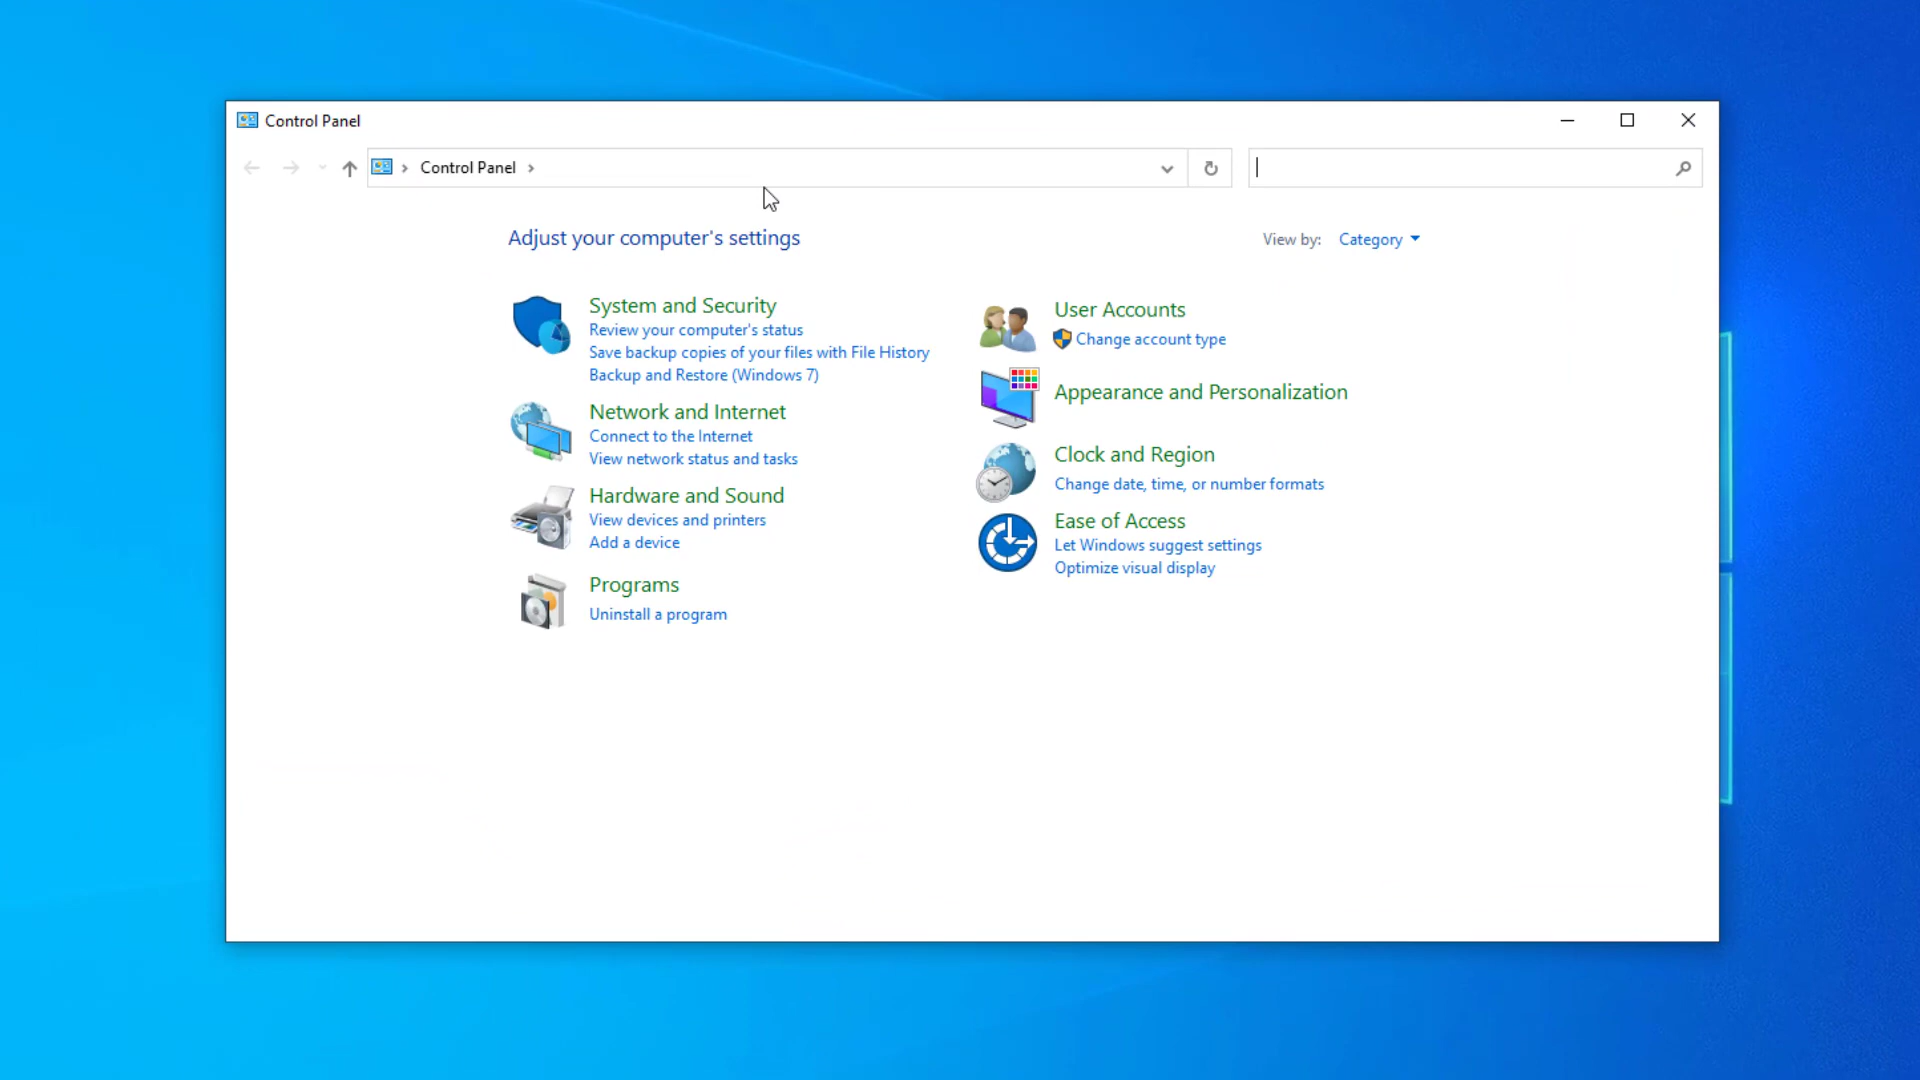 Control Panel
Control Panel
Adjust your computer's settings
View by: Category
System and Security
Review your computer's status
Save backup copies of your files with File History
Backup and Restore (Windows 7)
Network and Internet
Connect to the Internet
View network status and tasks
Hardware and Sound
View devices and printers
Add a device
Programs
Uninstall a program
User Accounts
Change account type
Appearance and Personalization
Clock and Region
Change date, time, or number formats
Ease of Access
Let Windows suggest settings
Optimize visual display